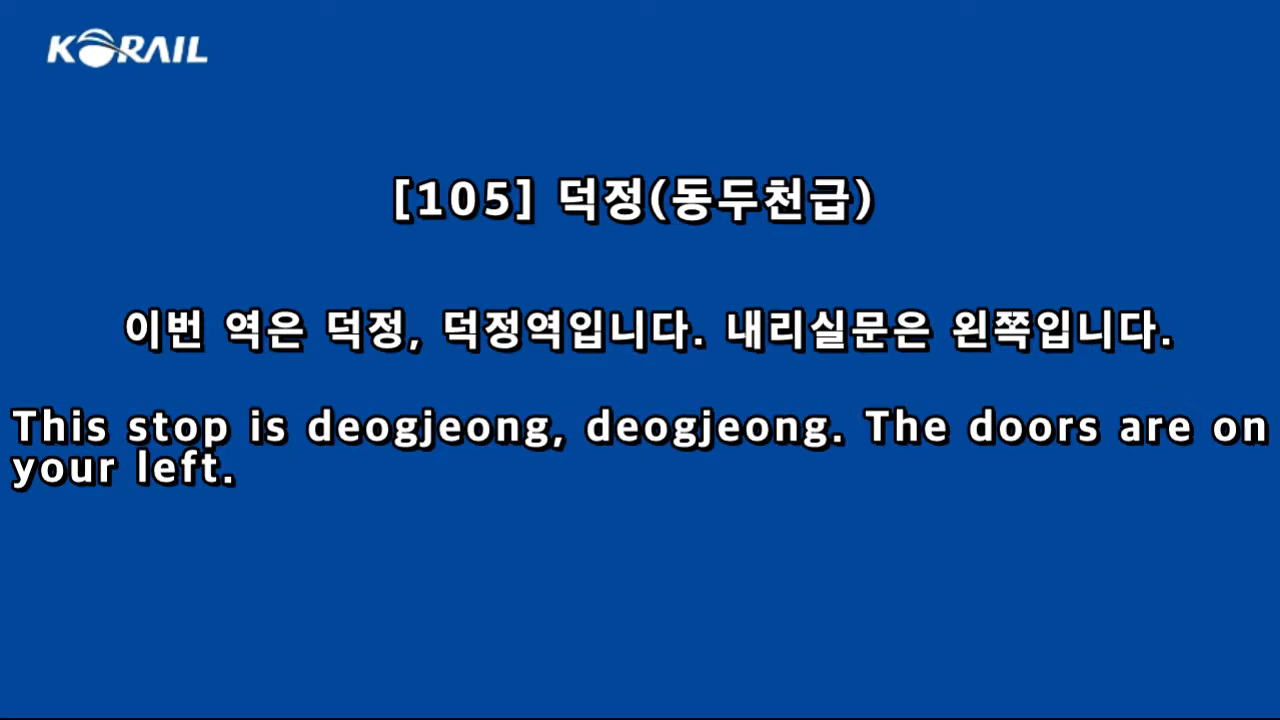 KORAIL
[105] 덕정(동두천급)
이번 역은 덕정, 덕정역입니다. 내리실문은 왼쪽입니다.
This stop is deogjeong, deogjeong. The doors are on
your left.